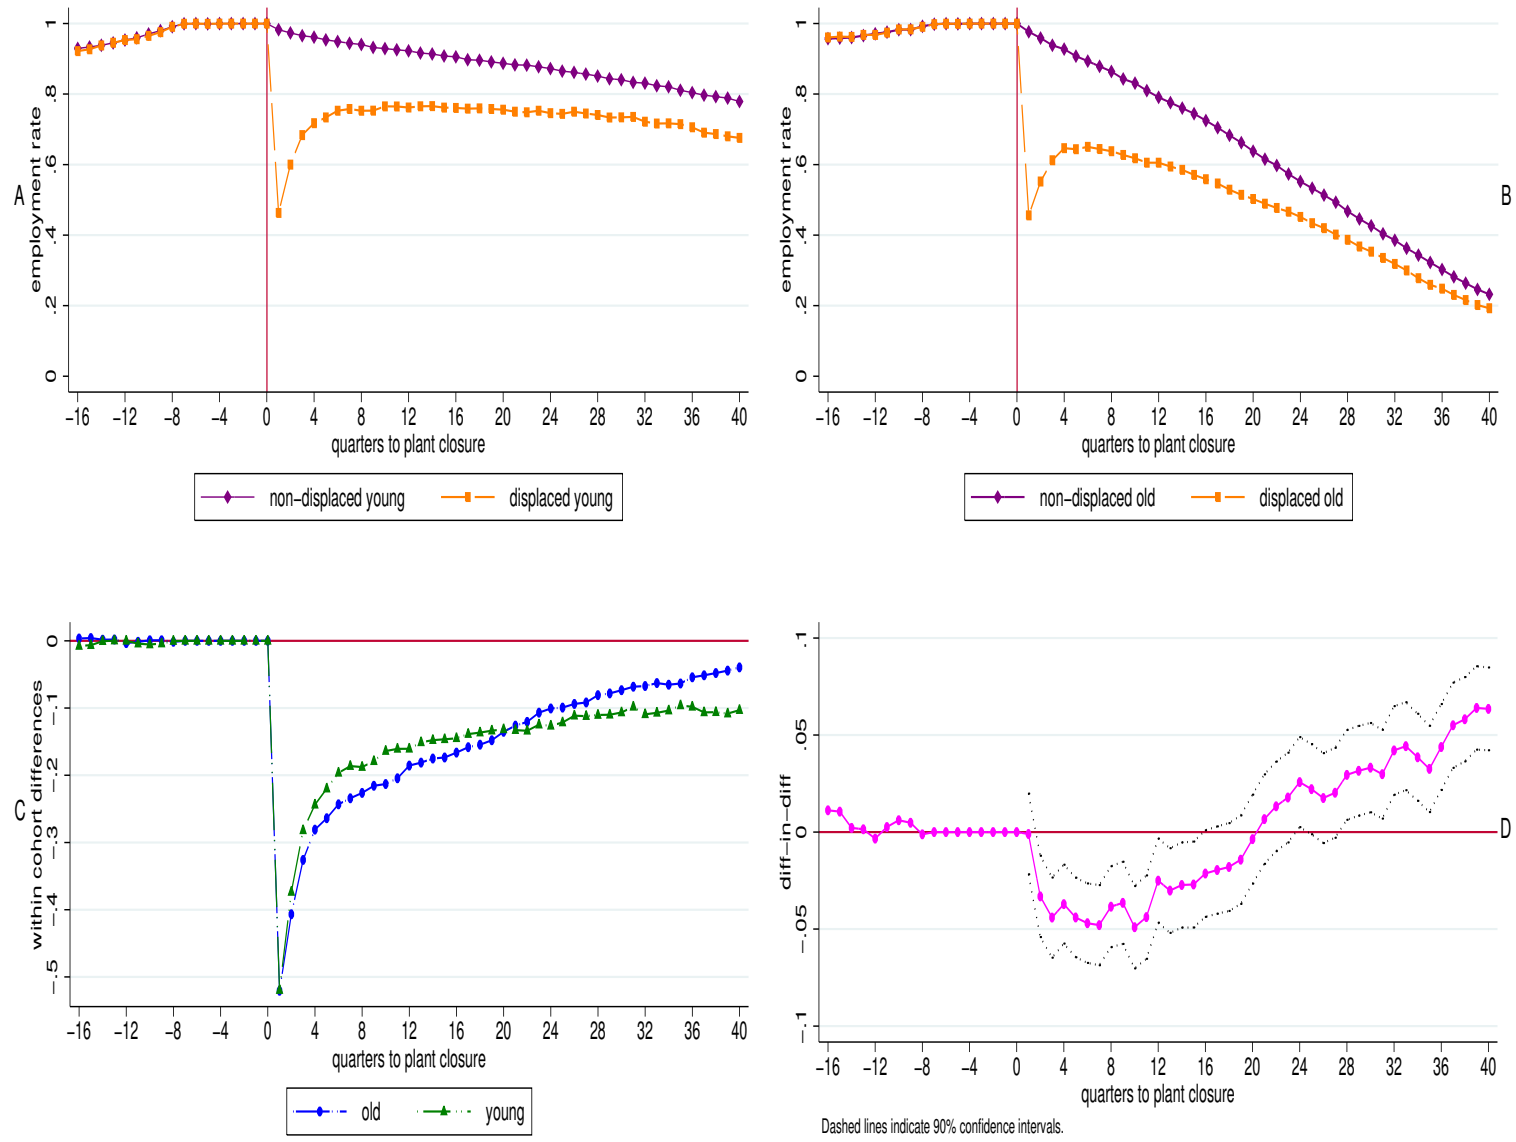 A
employment rate
0 .2 .4 .6 .8 1
−16 −12 −8 −4 0 4 8 12 16 20 24 28 32 36 40
quarters to plant closure
non−displaced young displaced young
employment rate
0 .2 .4 .6 .8 1
B
−16 −12 −8 −4 0 4 8 12 16 20 24 28 32 36 40
quarters to plant closure
non−displaced old displaced old
C
within cohort differences
−.5 −.4 −.3 −.2 −.1 0
−16 −12 −8 −4 0 4 8 12 16 20 24 28 32 36 40
quarters to plant closure
old young
diff−in−diff
−.1 −.05 0 .05 .1
D
−16 −12 −8 −4 0 4 8 12 16 20 24 28 32 36 40
quarters to plant closure
Dashed lines indicate 90% confidence intervals.